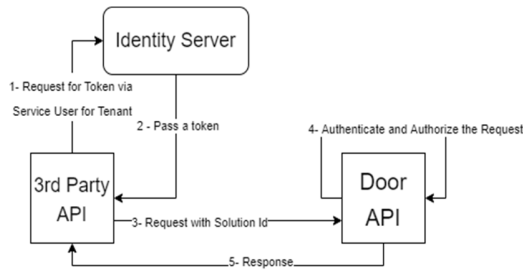 Identity Server
1- Request for Token via
Service User for Tenant
2 - Pass a token
4- Authenticate and Authorize the Request
3rd Party
API
Door
API
3- Request with Solution Id
5- Response